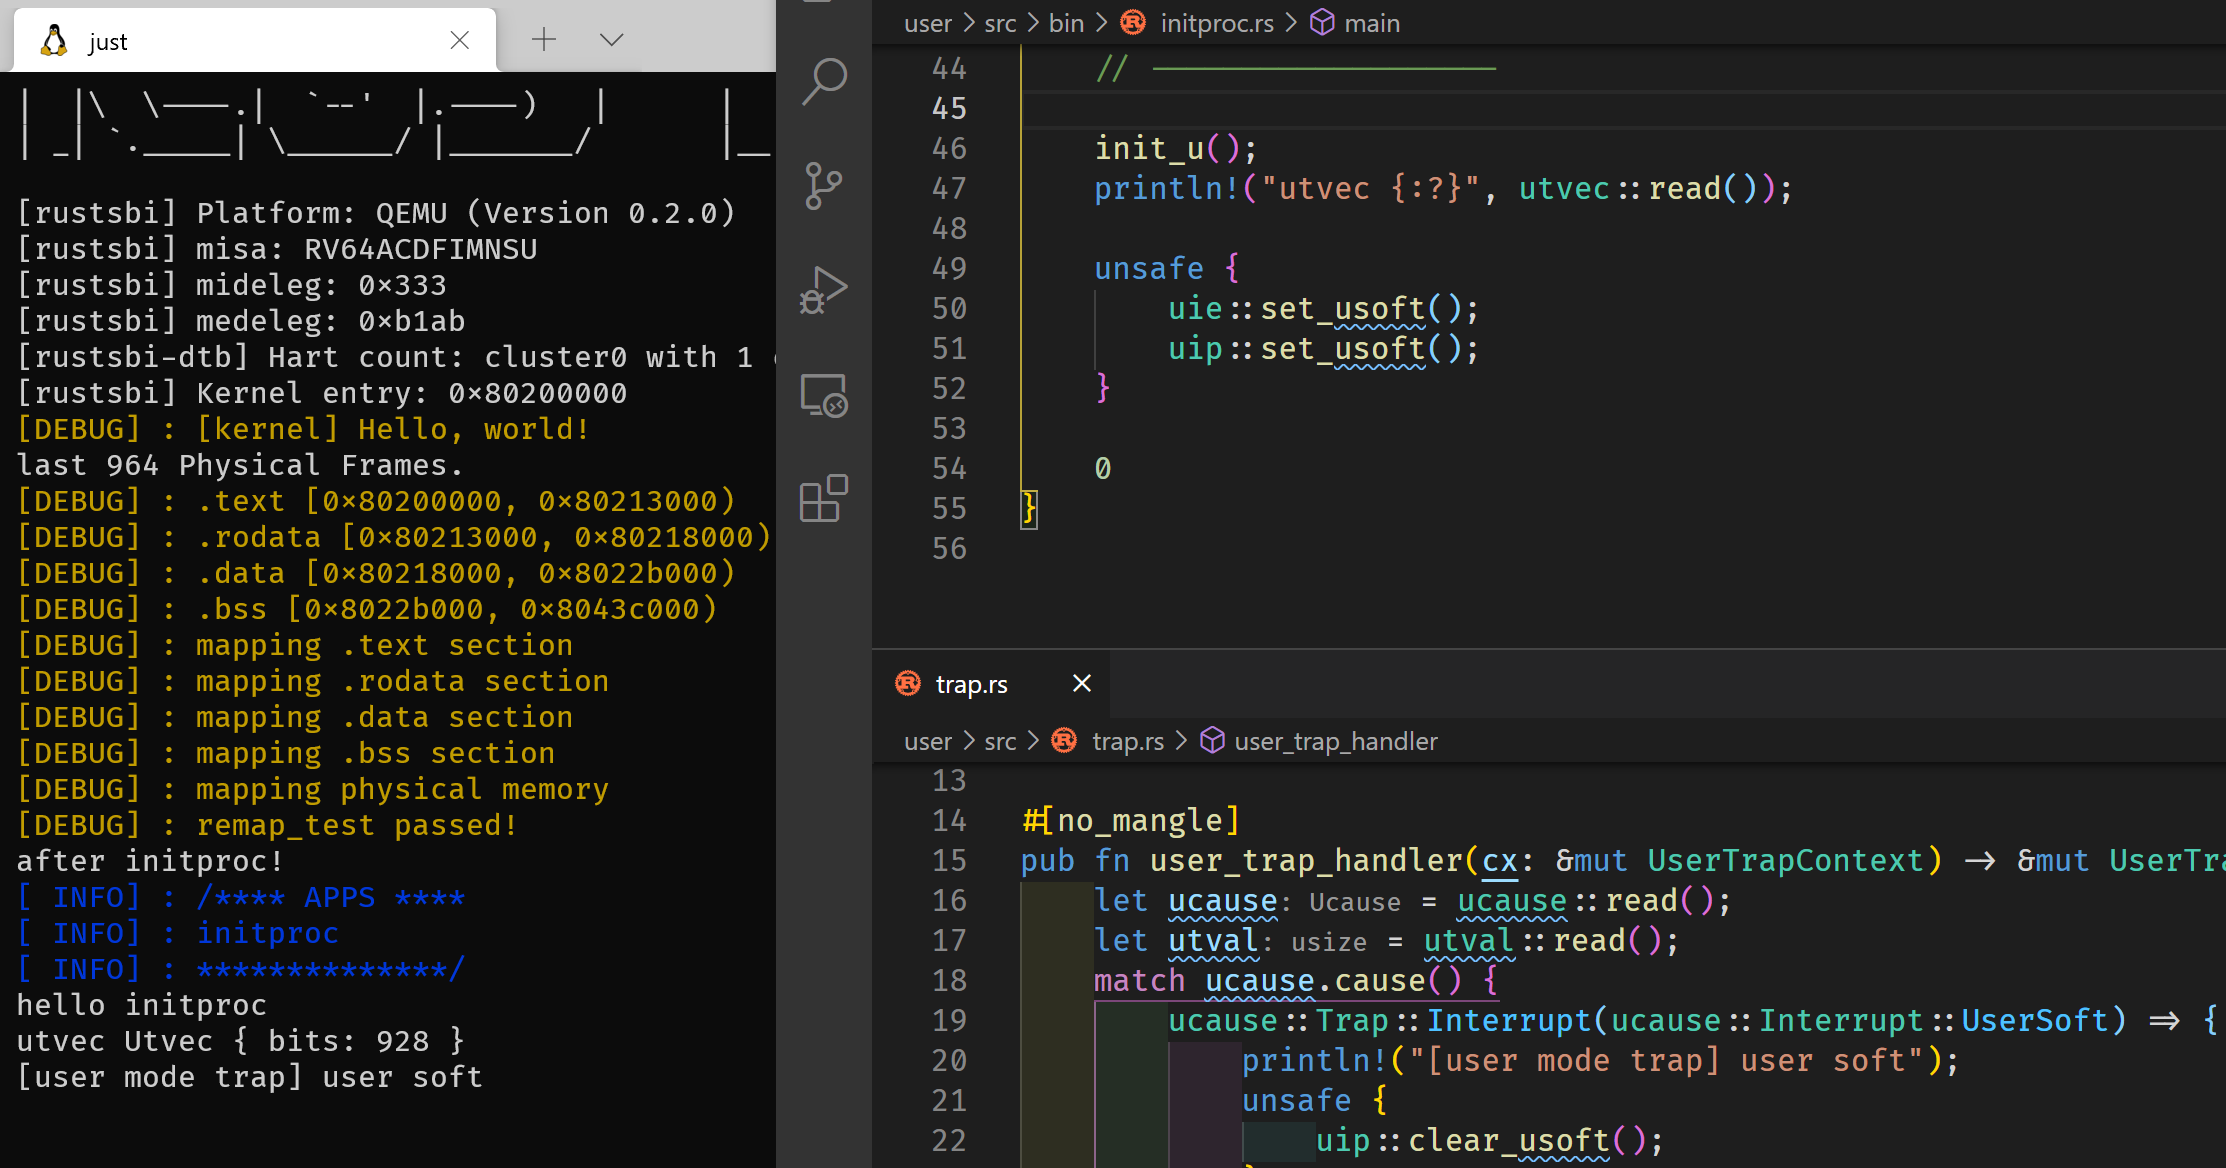 just
|  |\  \----.|  `--'  |.----)   |      |
| _| `._____| \______/ |_______/       |__
[rustsbi] Platform: QEMU (Version 0.2.0)
[rustsbi] misa: RV64ACDFIMNSU
[rustsbi] mideleg: 0x333
[rustsbi] medeleg: 0xb1ab
[rustsbi-dtb] Hart count: cluster0 with 1
[rustsbi] Kernel entry: 0x80200000
[DEBUG] : [kernel] Hello, world!
last 964 Physical Frames.
[DEBUG] : .text [0x80200000, 0x80213000)
[DEBUG] : .rodata [0x80213000, 0x80218000)
[DEBUG] : .data [0x80218000, 0x8022b000)
[DEBUG] : .bss [0x8022b000, 0x8043c000)
[DEBUG] : mapping .text section
[DEBUG] : mapping .rodata section
[DEBUG] : mapping .data section
[DEBUG] : mapping .bss section
[DEBUG] : mapping physical memory
[DEBUG] : remap_test passed!
after initproc!
[ INFO] : /**** APPS ****
[ INFO] : initproc
[ INFO] : **************/
hello initproc
utvec Utvec { bits: 928 }
[user mode trap] user soft
user > src > bin > initproc.rs > main
44 // -------------------
45
46 init_u();
47 println!("utvec {:?}", utvec::read());
48
49 unsafe {
50 uie::set_usoft();
51 uip::set_usoft();
52 }
53
54 0
55 }
56
trap.rs
user > src > trap.rs > user_trap_handler
13
14 #[no_mangle]
15 pub fn user_trap_handler(cx: &mut UserTrapContext) -> &mut UserTra
16 let ucause: Ucause = ucause::read();
17 let utval: usize = utval::read();
18 match ucause.cause() {
19 ucause::Trap::Interrupt(ucause::Interrupt::UserSoft) => {
20 println!("[user mode trap] user soft");
21 unsafe {
22 uip::clear_usoft();